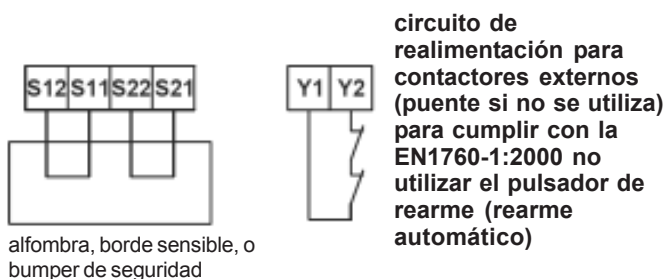 S12 S11 S22 S21
alfombra, borde sensible, o
bumper de seguridad
Y1 Y2
circuito de
realimentación para
contactores externos
(puente si no se utiliza)
para cumplir con la
EN1760-1:2000 no
utilizar el pulsador de
rearme (rearme
automático)